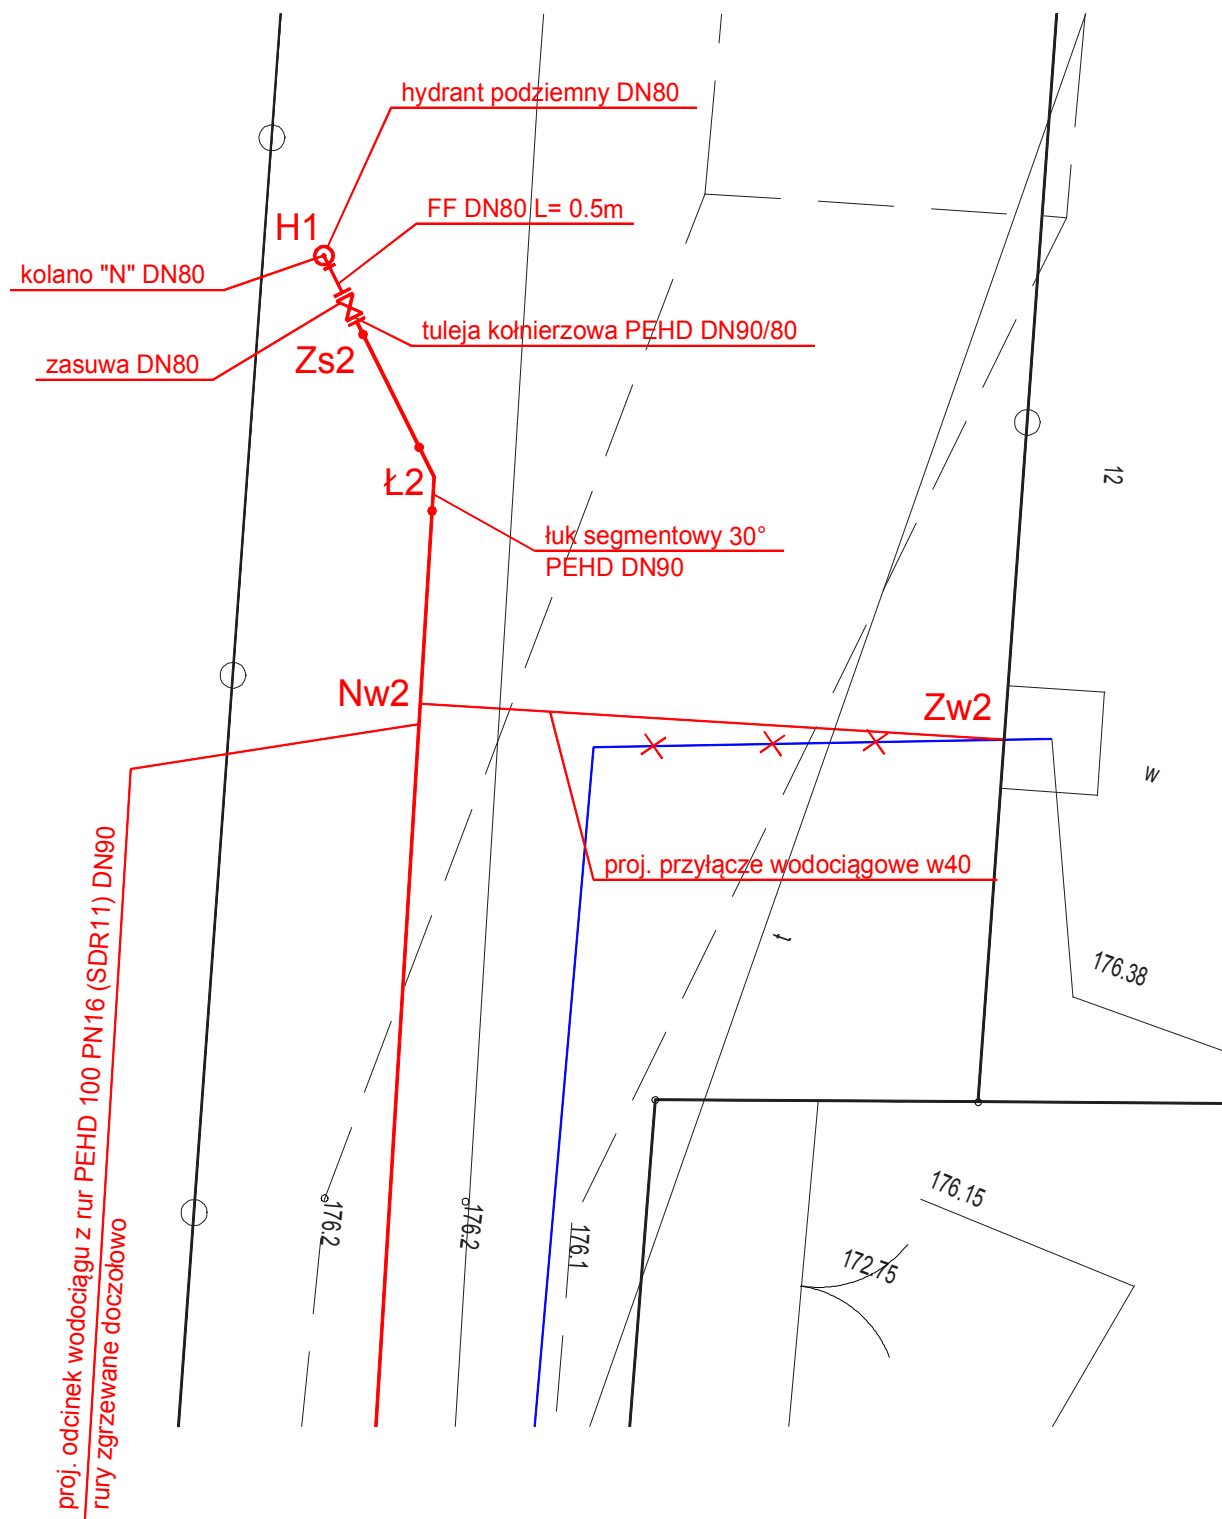 hydrant podziemny DN80
FF DN80 L= 0.5m
H1
kolano "N" DN80
tuleja kołnierzowa PEHD DN90/80
Zs2
zasuwa DN80
Ł2
12
łuk segmentowy 30°
PEHD DN90
Nw2
Zw2
w
proj. przyłącze wodociągowe w40
t
176.38
proj. odcinek wodociągu z rur PEHD 100 PN16 (SDR11) DN90
rury zgrzewane doczołowo
176.2
176.2
176.1
176.15
172.75